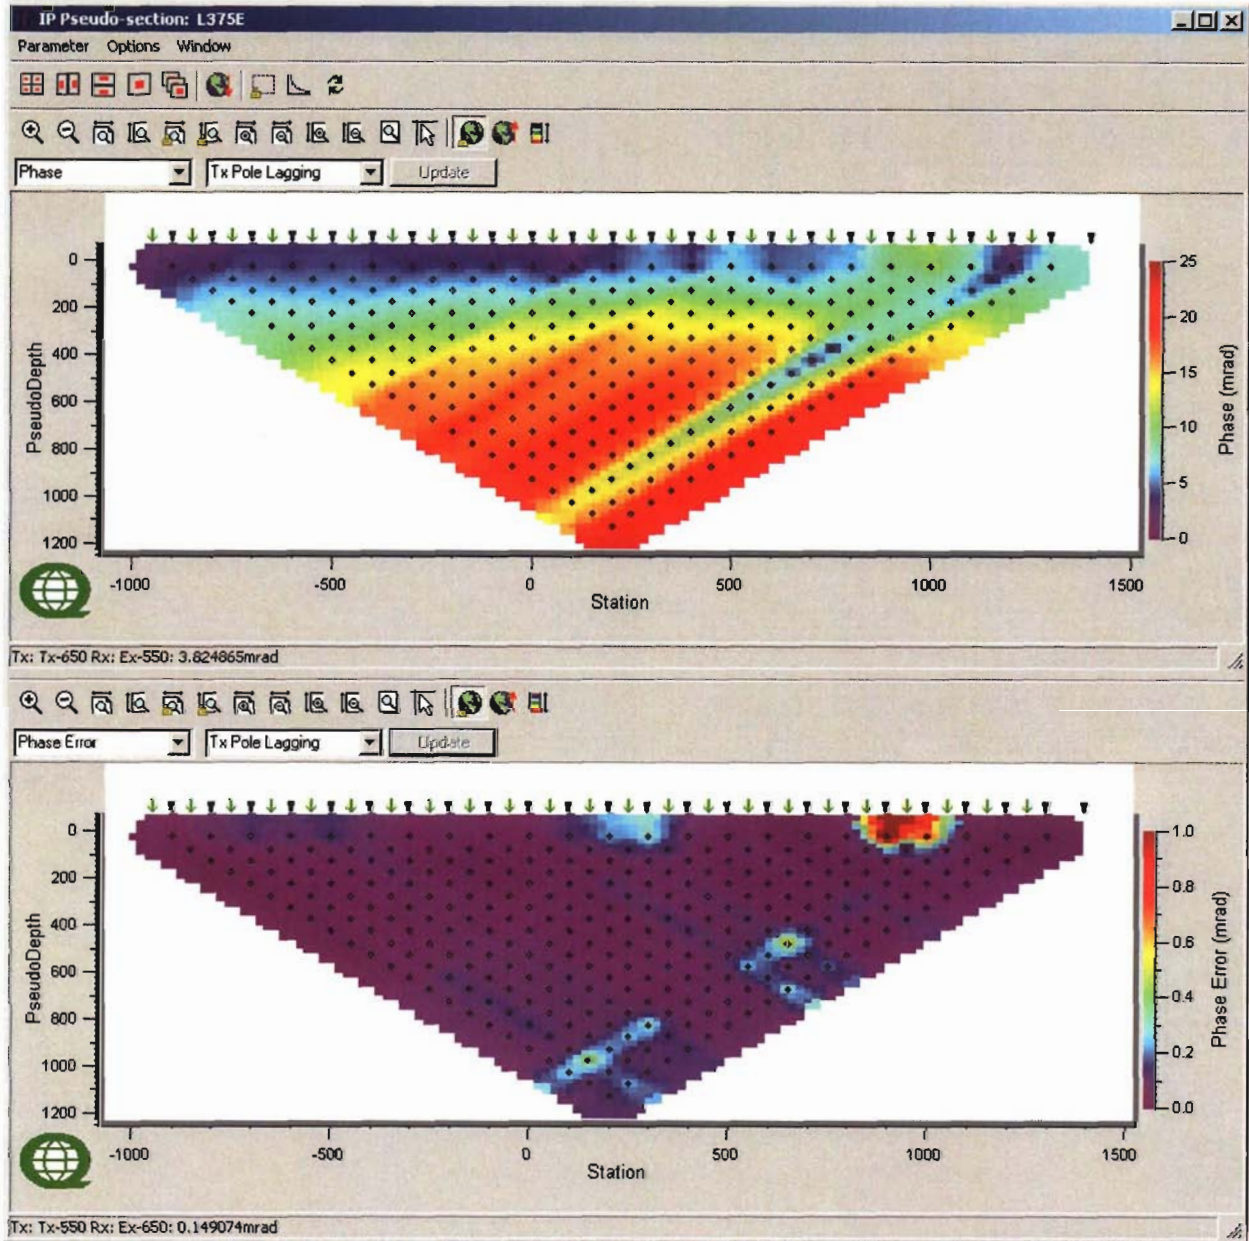 IP Pseudo-section: L375E
Parameter Options Window
Phase Tx Pole Lagging Update
0
200
400
600
800
1000
1200
PseudoDepth
-1000 -500 0 500 1000 1500
Station
25
20
15
10
5
0
Phase (mrad)
Tx: Tx-650 Rx: Ex-550: 3.824865mrad
Phase Error Tx Pole Lagging Update
0
200
400
600
800
1000
1200
PseudoDepth
-1000 -500 0 500 1000 1500
Station
1.0
0.8
0.6
0.4
0.2
0.0
Phase Error (mrad)
Tx: Tx-550 Rx: Ex-650: 0.149074mrad